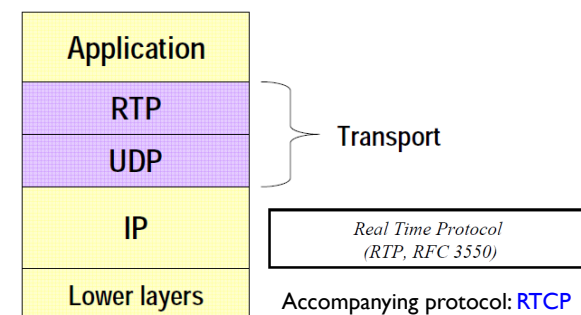 Application
RTP
UDP
Transport
IP
Real Time Protocol
(RTP, RFC 3550)
Lower layers
Accompanying protocol: RTCP